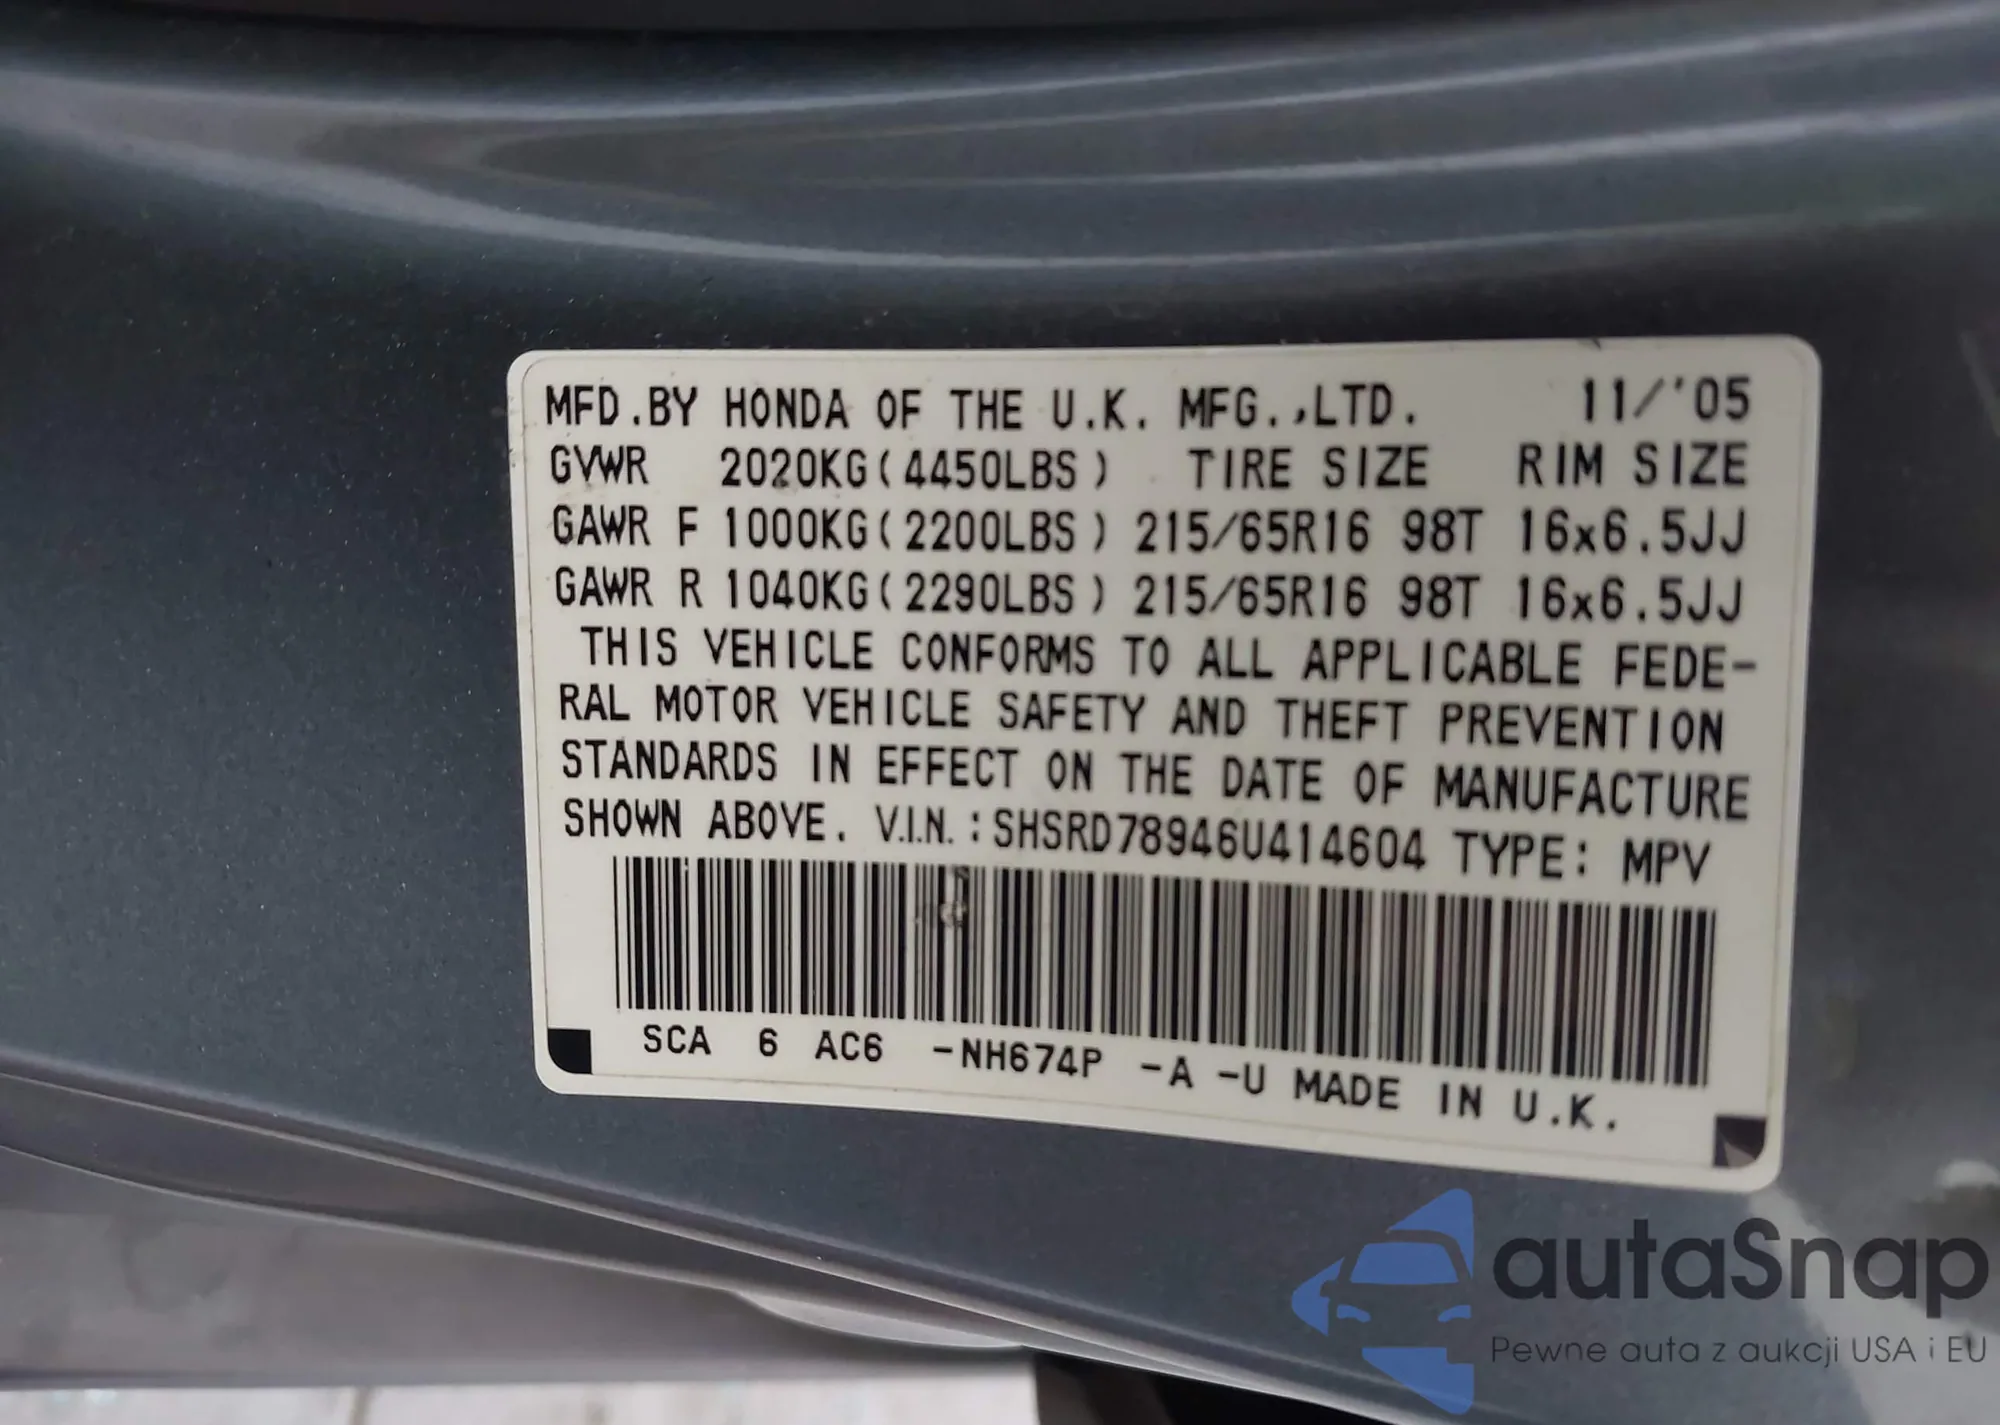 MFD.BY HONDA OF THE U.K. MFG.,LTD. 11/'05
GVWR 2020KG(4450LBS) TIRE SIZE RIM SIZE
GAWR F 1000KG(2200LBS) 215/65R16 98T 16x6.5JJ
GAWR R 1040KG(2290LBS) 215/65R16 98T 16x6.5JJ
THIS VEHICLE CONFORMS TO ALL APPLICABLE FEDE-
RAL MOTOR VEHICLE SAFETY AND THEFT PREVENTION
STANDARDS IN EFFECT ON THE DATE OF MANUFACTURE
SHOWN ABOVE. V.I.N.:SHSRD78946U414604 TYPE: MPV
SCA 6 AC6 -NH674P -A -U MADE IN U.K.
autaSnap
Pewne auta z aukcji USA i EU